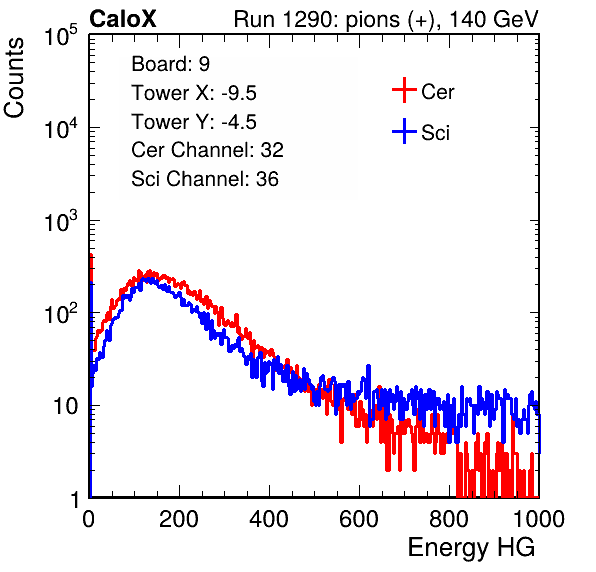 CaloX Run 1290: pions (+), 140 GeV
Counts
10^5
10^4
10^3
10^2
10
1
Board: 9
Tower X: -9.5
Tower Y: -4.5
Cer Channel: 32
Sci Channel: 36
Cer
Sci
0 200 400 600 800 1000
Energy HG